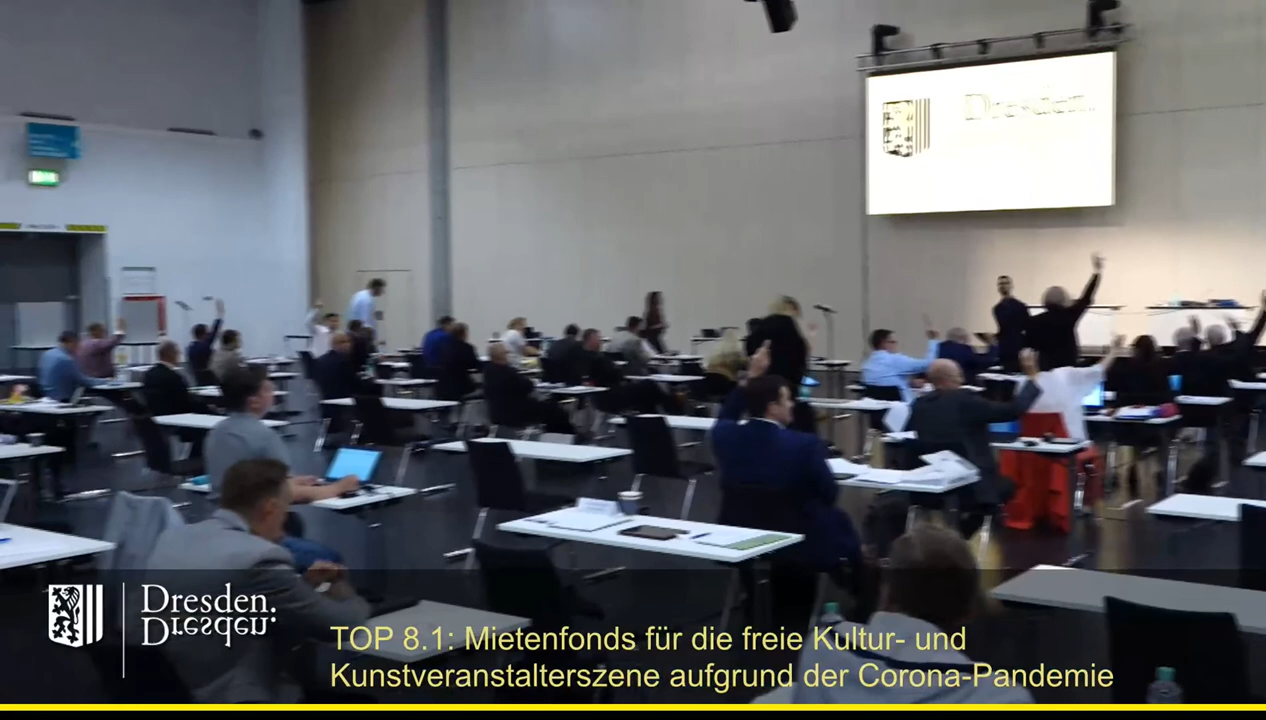 Dresden.
Dresden.
Dresden.
TOP 8.1: Mietenfonds für die freie Kultur- und
Kunstveranstalterszene aufgrund der Corona-Pandemie